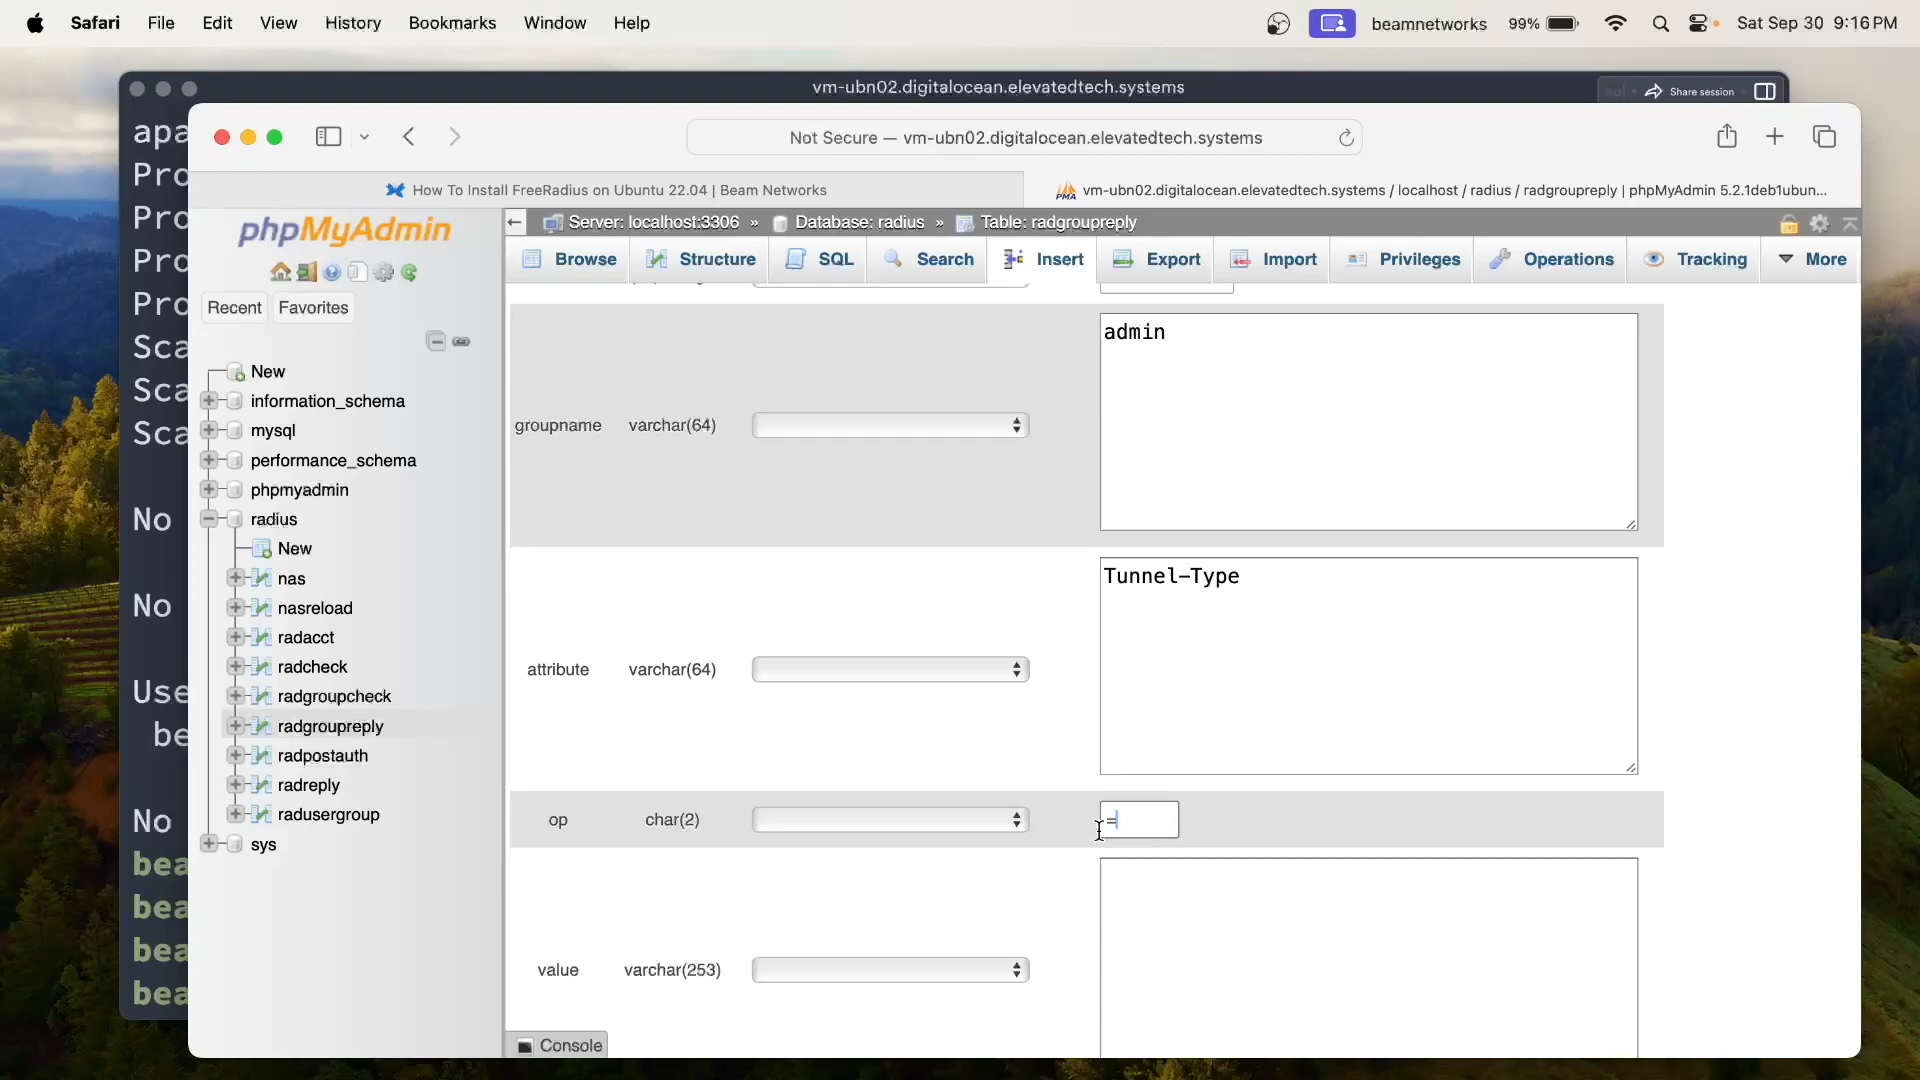 Safari File Edit View History Bookmarks Window Help beamnetworks 99% Sat Sep 30 9:16 PM
vm-ubn02.digitalocean.elevatedtech.systems
Share session
Not Secure — vm-ubn02.digitalocean.elevatedtech.systems
How To Install FreeRadius on Ubuntu 22.04 | Beam Networks
vm-ubn02.digitalocean.elevatedtech.systems / localhost / radius / radgroupreply | phpMyAdmin 5.2.1deb1ubun...
apa
Pro
Pro
Pro
Pro
Sca
Sca
Sca
No
No
Use
be
No
bea
bea
bea
bea
phpMyAdmin
Recent Favorites
New
information_schema
mysql
performance_schema
phpmyadmin
radius
New
nas
nasreload
radacct
radcheck
radgroupcheck
radgroupreply
radpostauth
radreply
radusergroup
sys
Server: localhost:3306 » Database: radius » Table: radgroupreply
Browse Structure SQL Search Insert Export Import Privileges Operations Tracking More
groupname varchar(64) admin
attribute varchar(64) Tunnel-Type
op char(2) =
value varchar(253)
Console